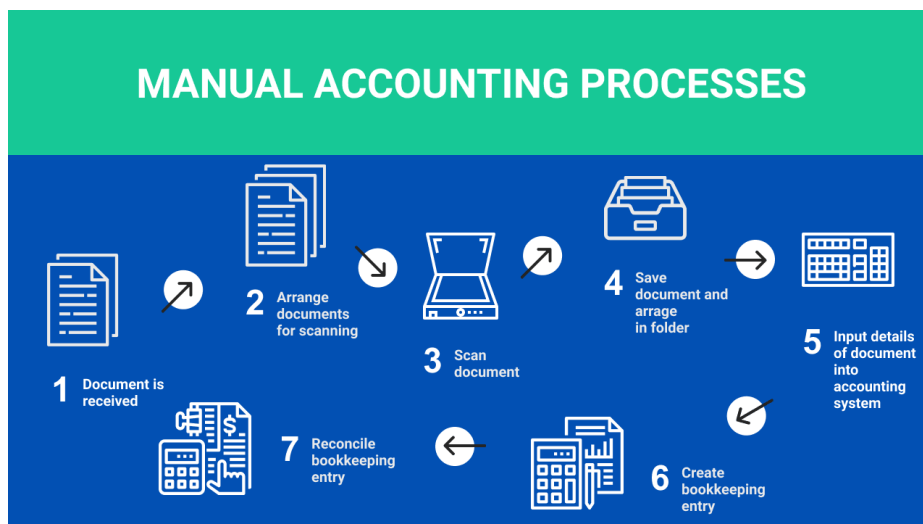 MANUAL ACCOUNTING PROCESSES
1 Document is
received
2 Arrange
documents
for scanning
3 Scan
document
4 Save
document and
arrage
in folder
5 Input details
of document
into
accounting
system
6 Create
bookkeeping
entry
7 Reconcile
bookkeeping
entry